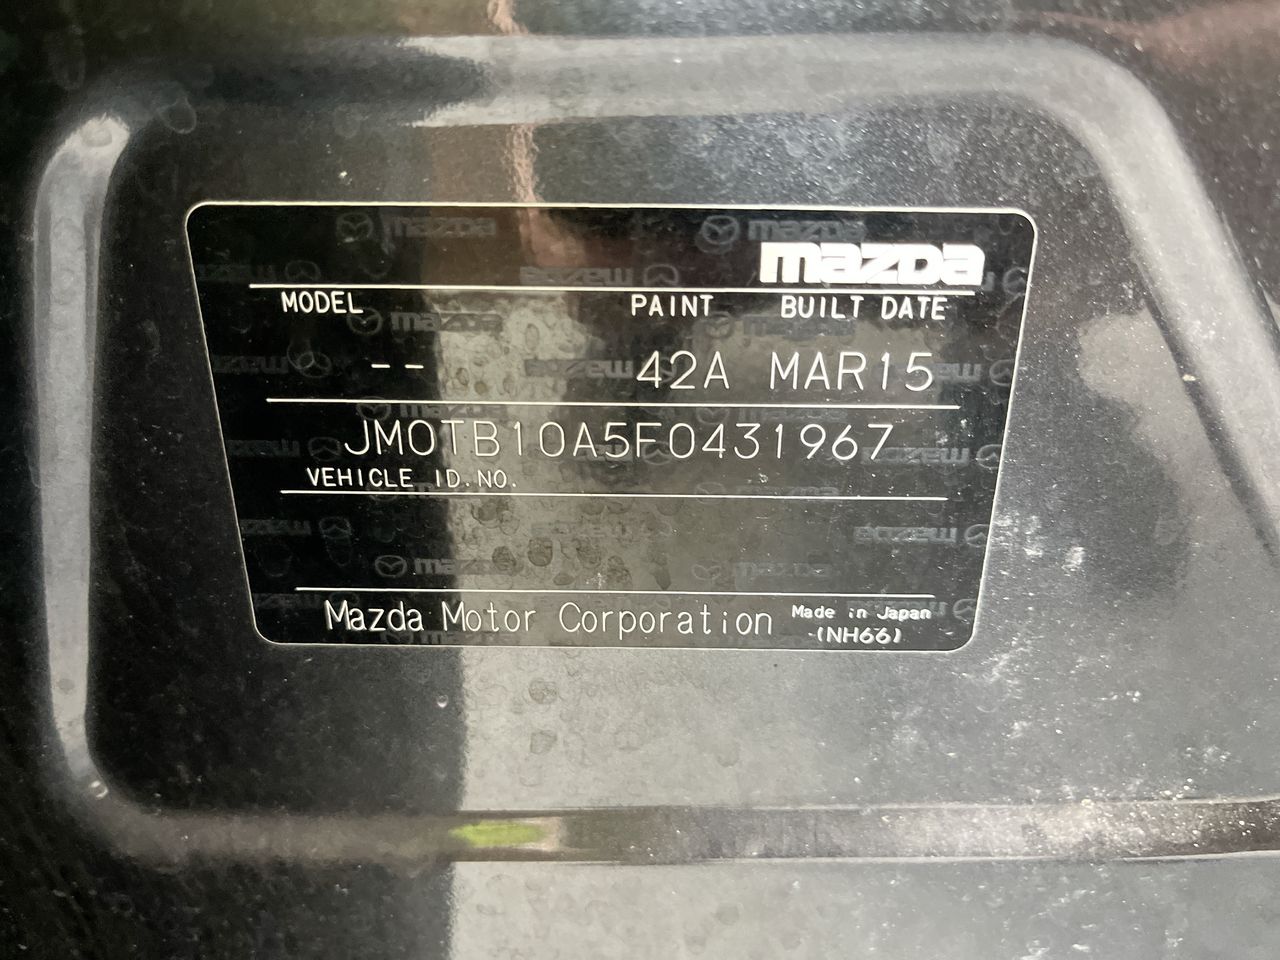 mazda
MODEL PAINT BUILT DATE
-- 42A MAR15
JM0TB10A5F0431967
VEHICLE ID.NO.
Mazda Motor Corporation Made in Japan
(NH66)